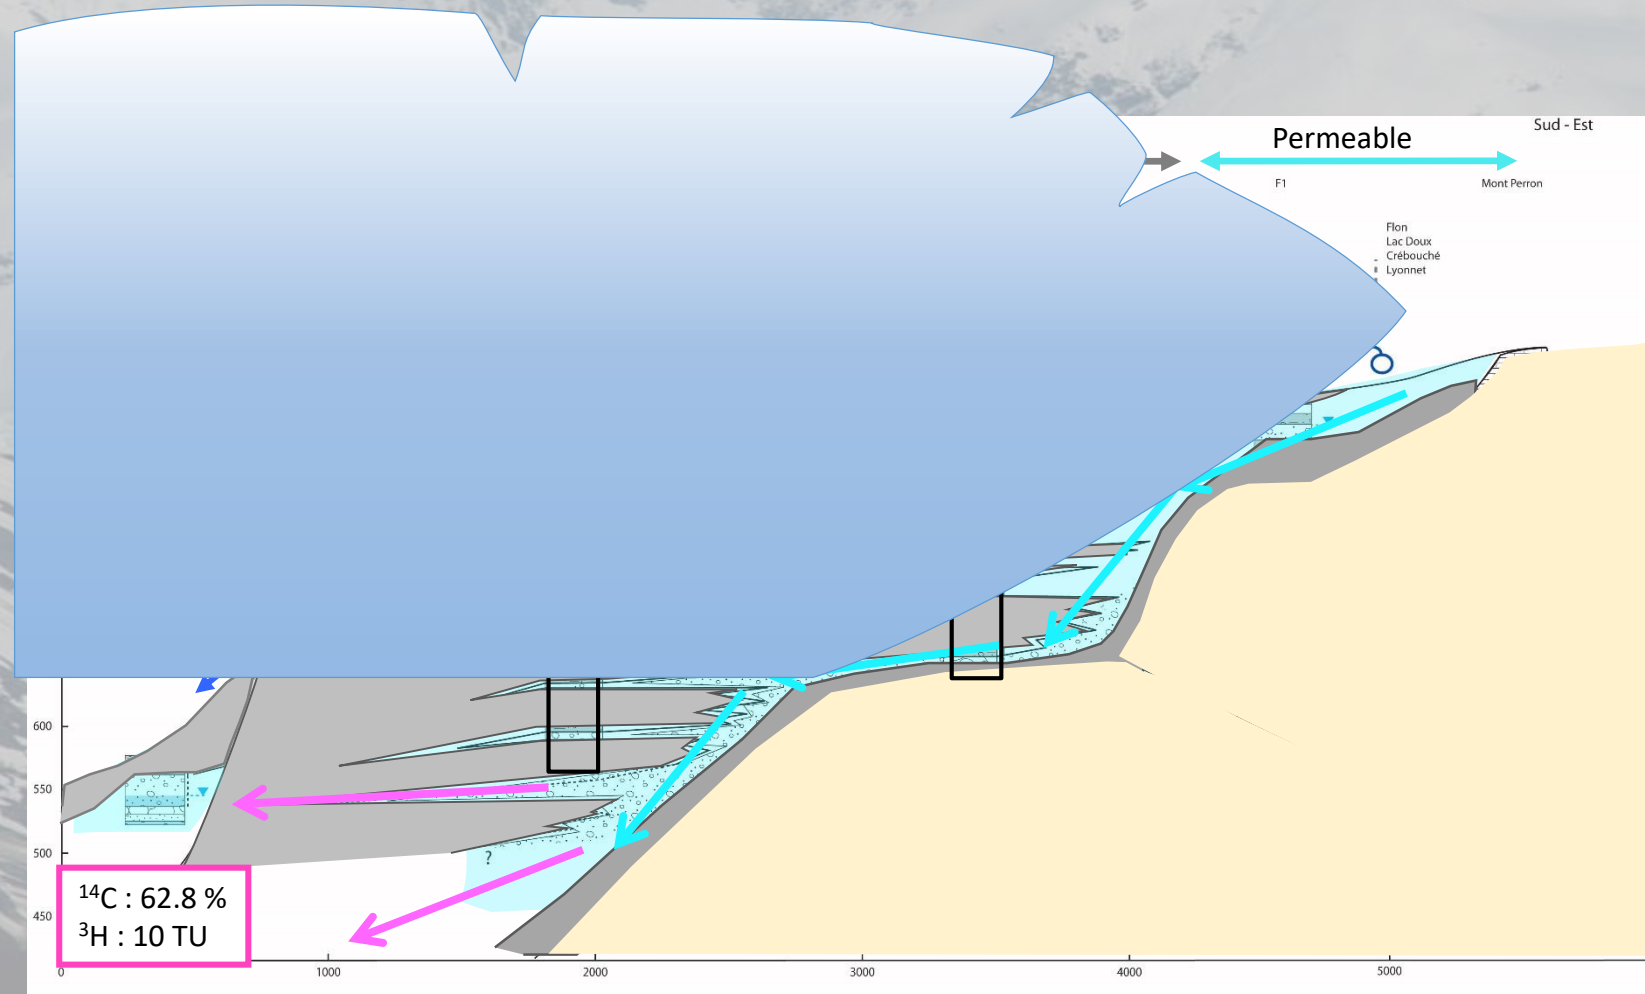 Sud - Est
Permeable
F1
Mont Perron
Flon
Lac Doux
Crébouché
Lyonnet
600
550
500
450
?
¹⁴C : 62.8 %
³H : 10 TU
0
1000
2000
3000
4000
5000